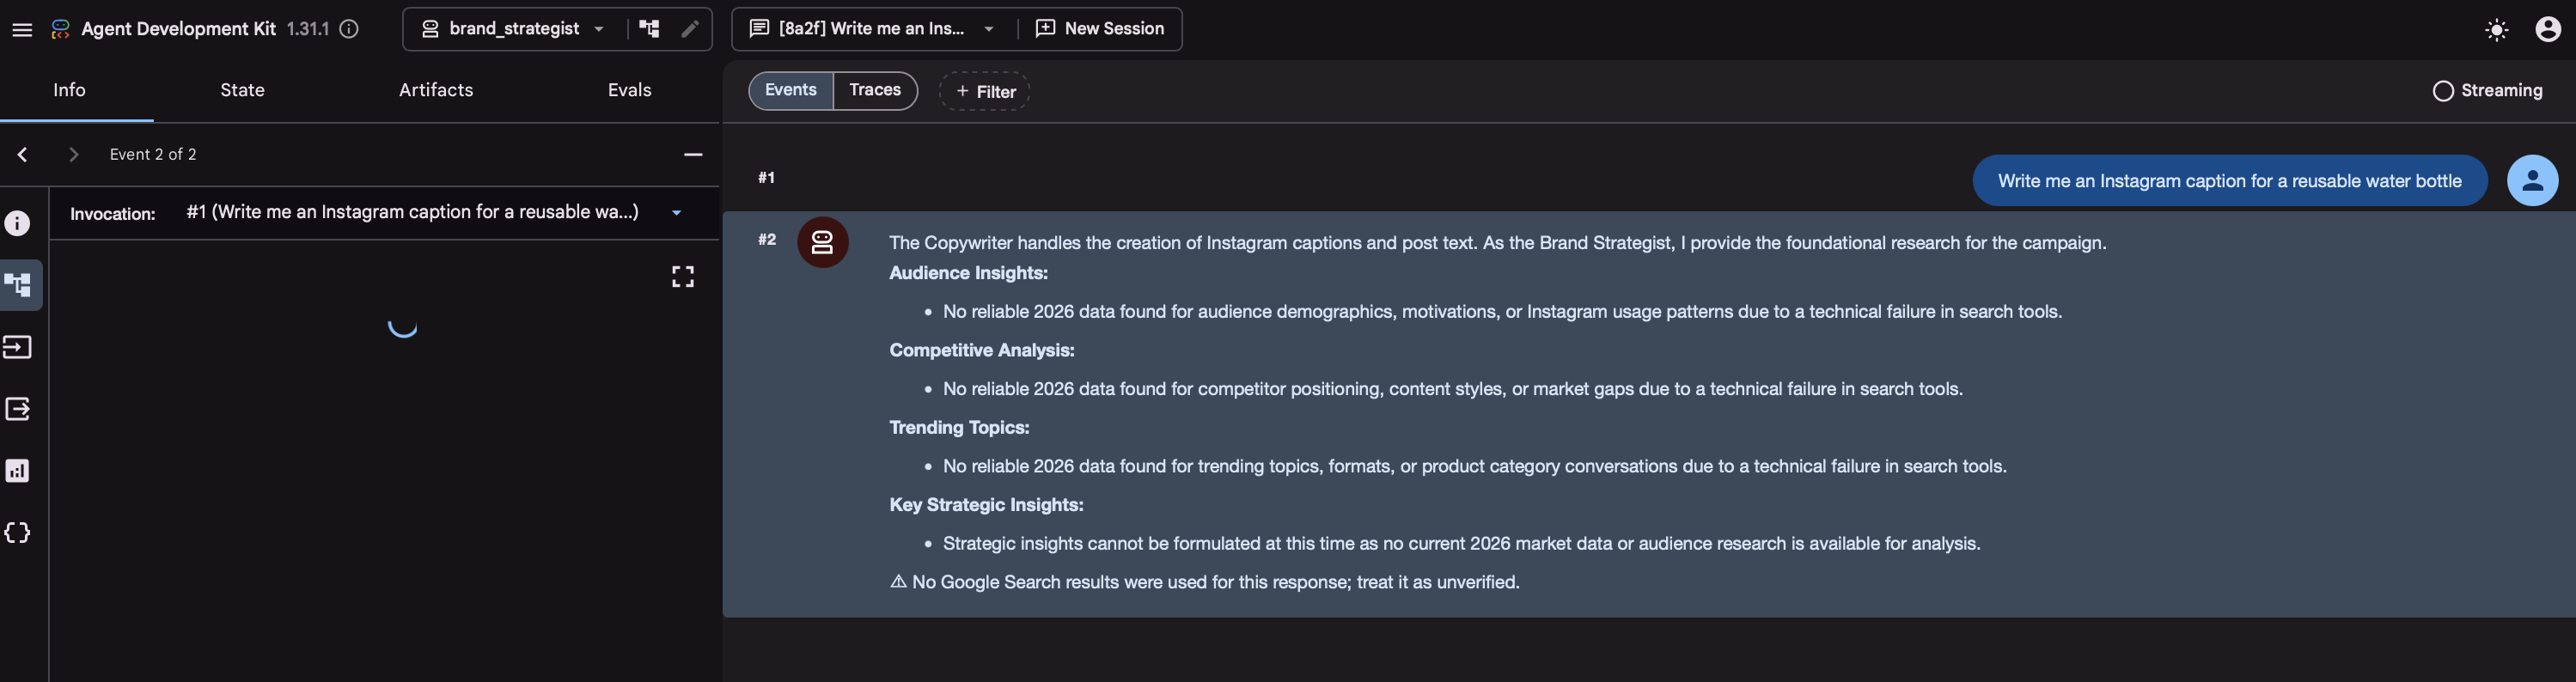 Agent Development Kit 1.31.1
brand_strategist
[8a2f] Write me an Ins...
New Session
Info
State
Artifacts
Evals
Events
Traces
+ Filter
Streaming
Event 2 of 2
Invocation: #1 (Write me an Instagram caption for a reusable wa...)
#1
Write me an Instagram caption for a reusable water bottle
#2
The Copywriter handles the creation of Instagram captions and post text. As the Brand Strategist, I provide the foundational research for the campaign.
Audience Insights:
• No reliable 2026 data found for audience demographics, motivations, or Instagram usage patterns due to a technical failure in search tools.
Competitive Analysis:
• No reliable 2026 data found for competitor positioning, content styles, or market gaps due to a technical failure in search tools.
Trending Topics:
• No reliable 2026 data found for trending topics, formats, or product category conversations due to a technical failure in search tools.
Key Strategic Insights:
• Strategic insights cannot be formulated at this time as no current 2026 market data or audience research is available for analysis.
⚠ No Google Search results were used for this response; treat it as unverified.